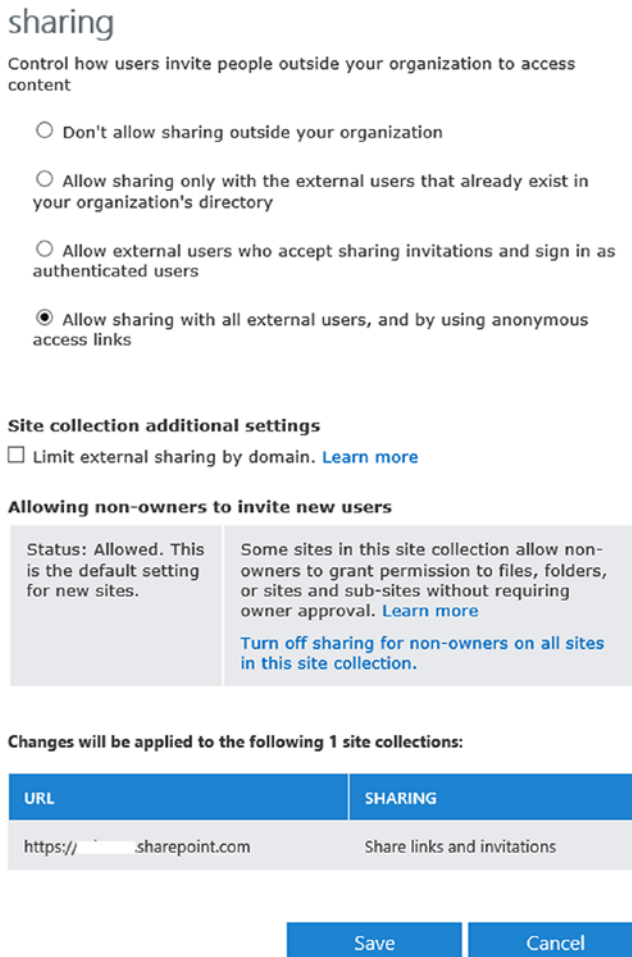 sharing
Control how users invite people outside your organization to access
content
Don't allow sharing outside your organization
Allow sharing only with the external users that already exist in
your organization's directory
Allow external users who accept sharing invitations and sign in as
authenticated users
Allow sharing with all external users, and by using anonymous
access links
Site collection additional settings
Limit external sharing by domain. Learn more
Allowing non-owners to invite new users
Status: Allowed. This
is the default setting
for new sites.
Some sites in this site collection allow non-
owners to grant permission to files, folders,
or sites and sub-sites without requiring
owner approval. Learn more
Turn off sharing for non-owners on all sites
in this site collection.
Changes will be applied to the following 1 site collections:
URL SHARING
https:// .sharepoint.com Share links and invitations
Save Cancel